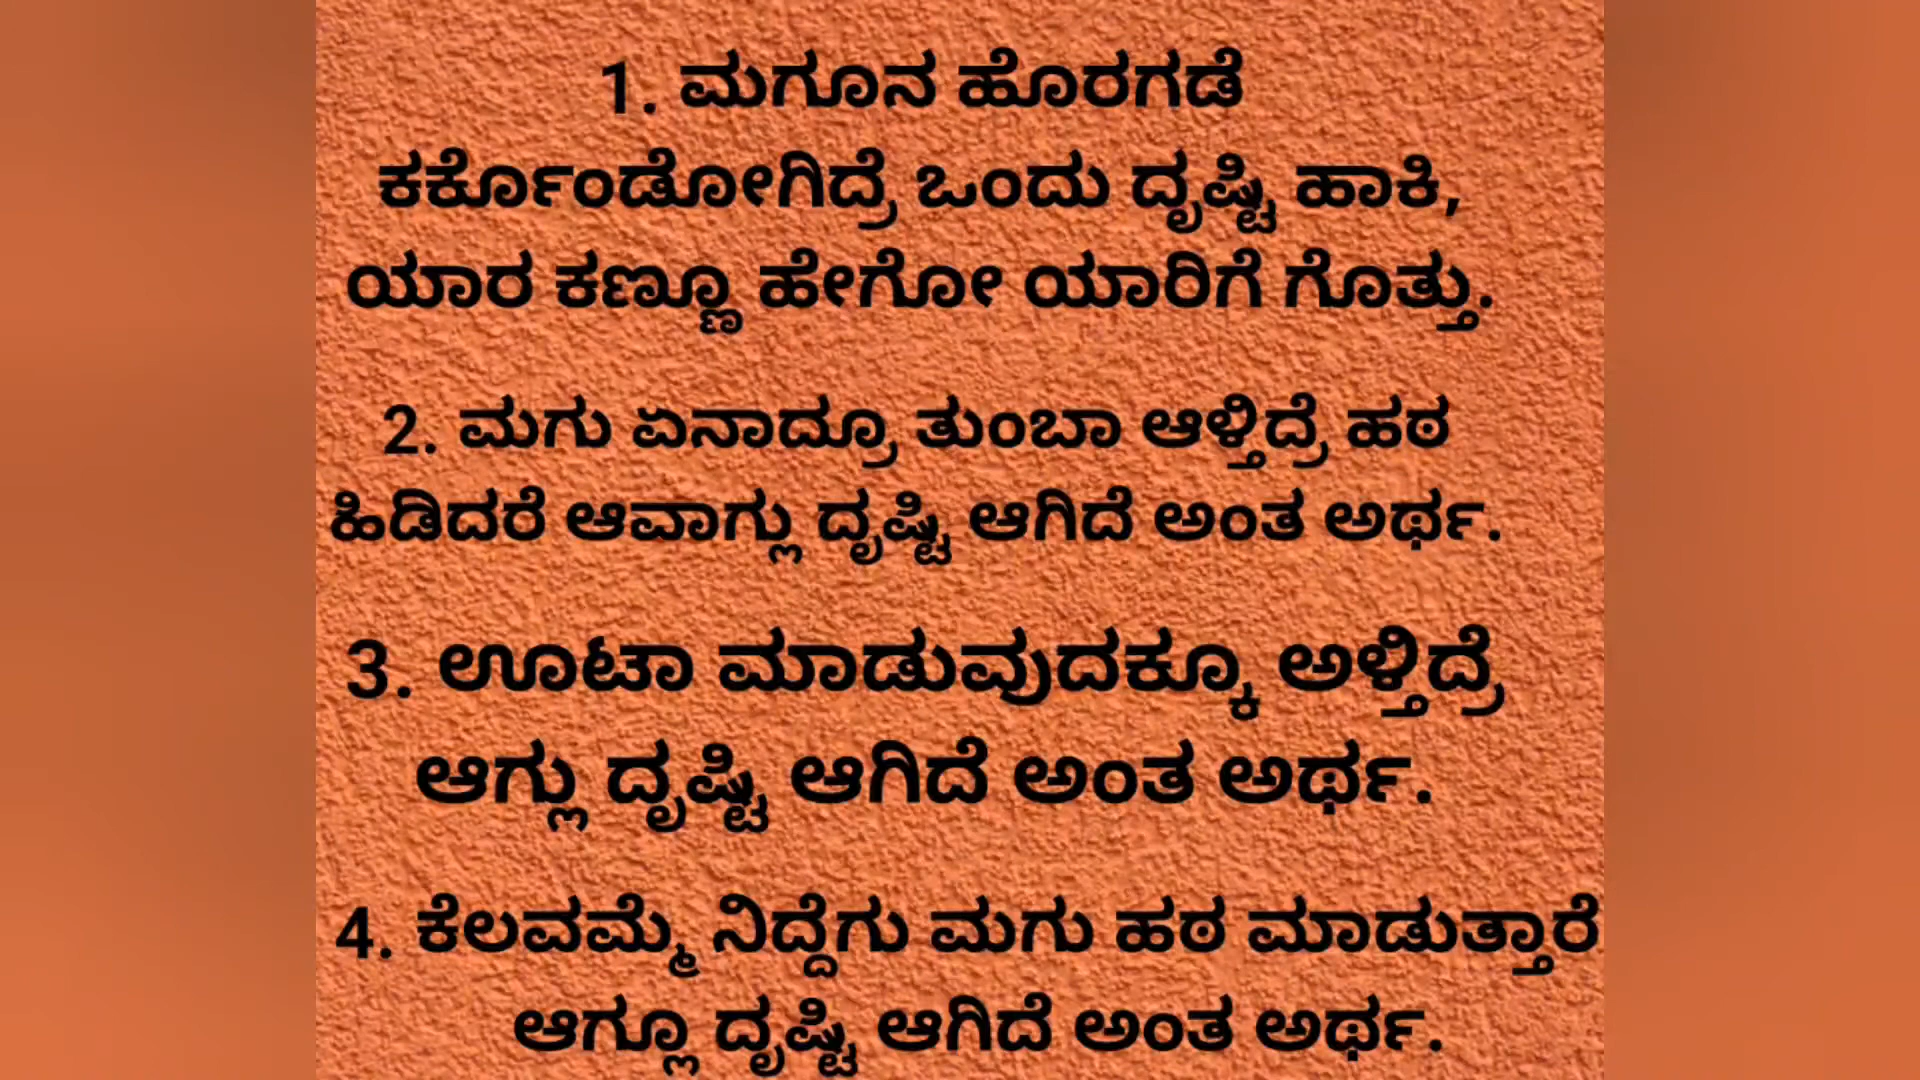 1. ಮಗೂನ ಹೊರಗಡೆ
ಕರ್ಕೊಂಡೋಗಿದ್ರೆ ಒಂದು ದೃಷ್ಟಿ ಹಾಕಿ,
ಯಾರ ಕಣ್ಣೂ ಹೇಗೋ ಯಾರಿಗೆ ಗೊತ್ತು.
2. ಮಗು ಏನಾದ್ರೂ ತುಂಬಾ ಆಳ್ತಿದ್ರೆ ಹಠ
ಹಿಡಿದರೆ ಆವಾಗ್ಲು ದೃಷ್ಟಿ ಆಗಿದೆ ಅಂತ ಅರ್ಥ.
3. ಊಟಾ ಮಾಡುವುದಕ್ಕೂ ಅಳ್ತಿದ್ರೆ
ಆಗ್ಲು ದೃಷ್ಟಿ ಆಗಿದೆ ಅಂತ ಅರ್ಥ.
4. ಕೆಲವಮ್ಮೆ ನಿದ್ದೆಗು ಮಗು ಹಠ ಮಾಡುತ್ತಾರೆ
ಆಗ್ಲೂ ದೃಷ್ಟಿ ಆಗಿದೆ ಅಂತ ಅರ್ಥ.